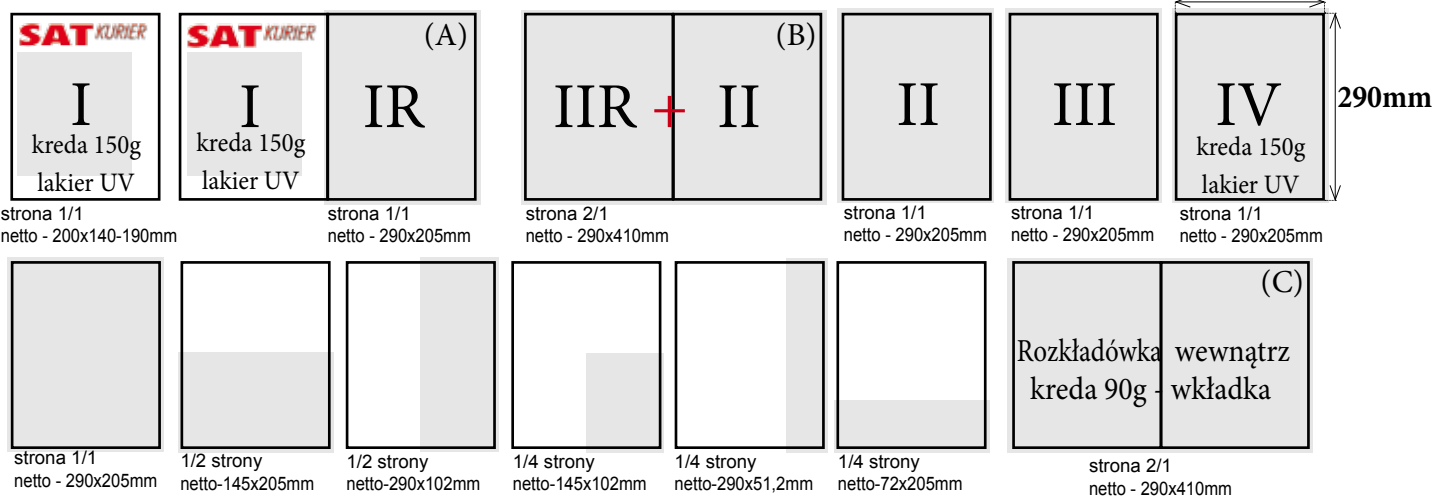 SAT KURIER
I
kreda 150g
lakier UV
strona 1/1
netto - 200x140-190mm
SAT KURIER
I
kreda 150g
lakier UV
(A)
IR
strona 1/1
netto - 290x205mm
(B)
IIR + II
strona 2/1
netto - 290x410mm
II
strona 1/1
netto - 290x205mm
III
strona 1/1
netto - 290x205mm
IV
kreda 150g
lakier UV
strona 1/1
netto - 290x205mm
290mm
strona 1/1
netto - 290x205mm
1/2 strony
netto-145x205mm
1/2 strony
netto-290x102mm
1/4 strony
netto-145x102mm
1/4 strony
netto-290x51,2mm
1/4 strony
netto-72x205mm
(C)
Rozkładówka wewnątrz
kreda 90g - wkładka
strona 2/1
netto - 290x410mm